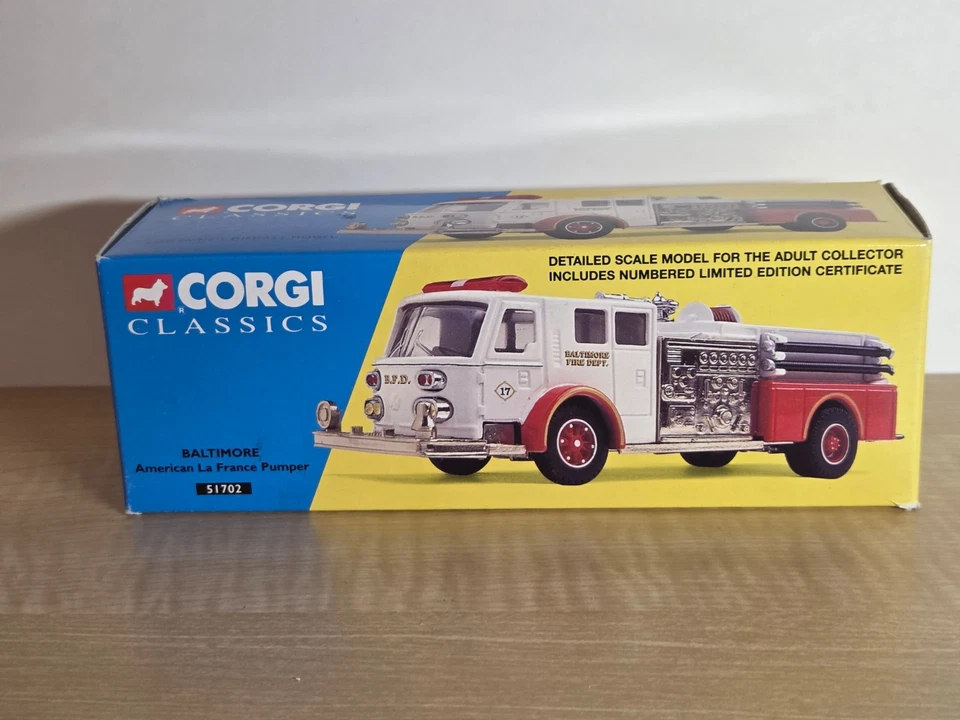 CORGI
CLASSICS
CORGI
®
CLASSICS
DETAILED SCALE MODEL FOR THE ADULT COLLECTOR
INCLUDES NUMBERED LIMITED EDITION CERTIFICATE
BALTIMORE
FIRE DEPT.
B.F.D.
17
BALTIMORE
American La France Pumper
51702